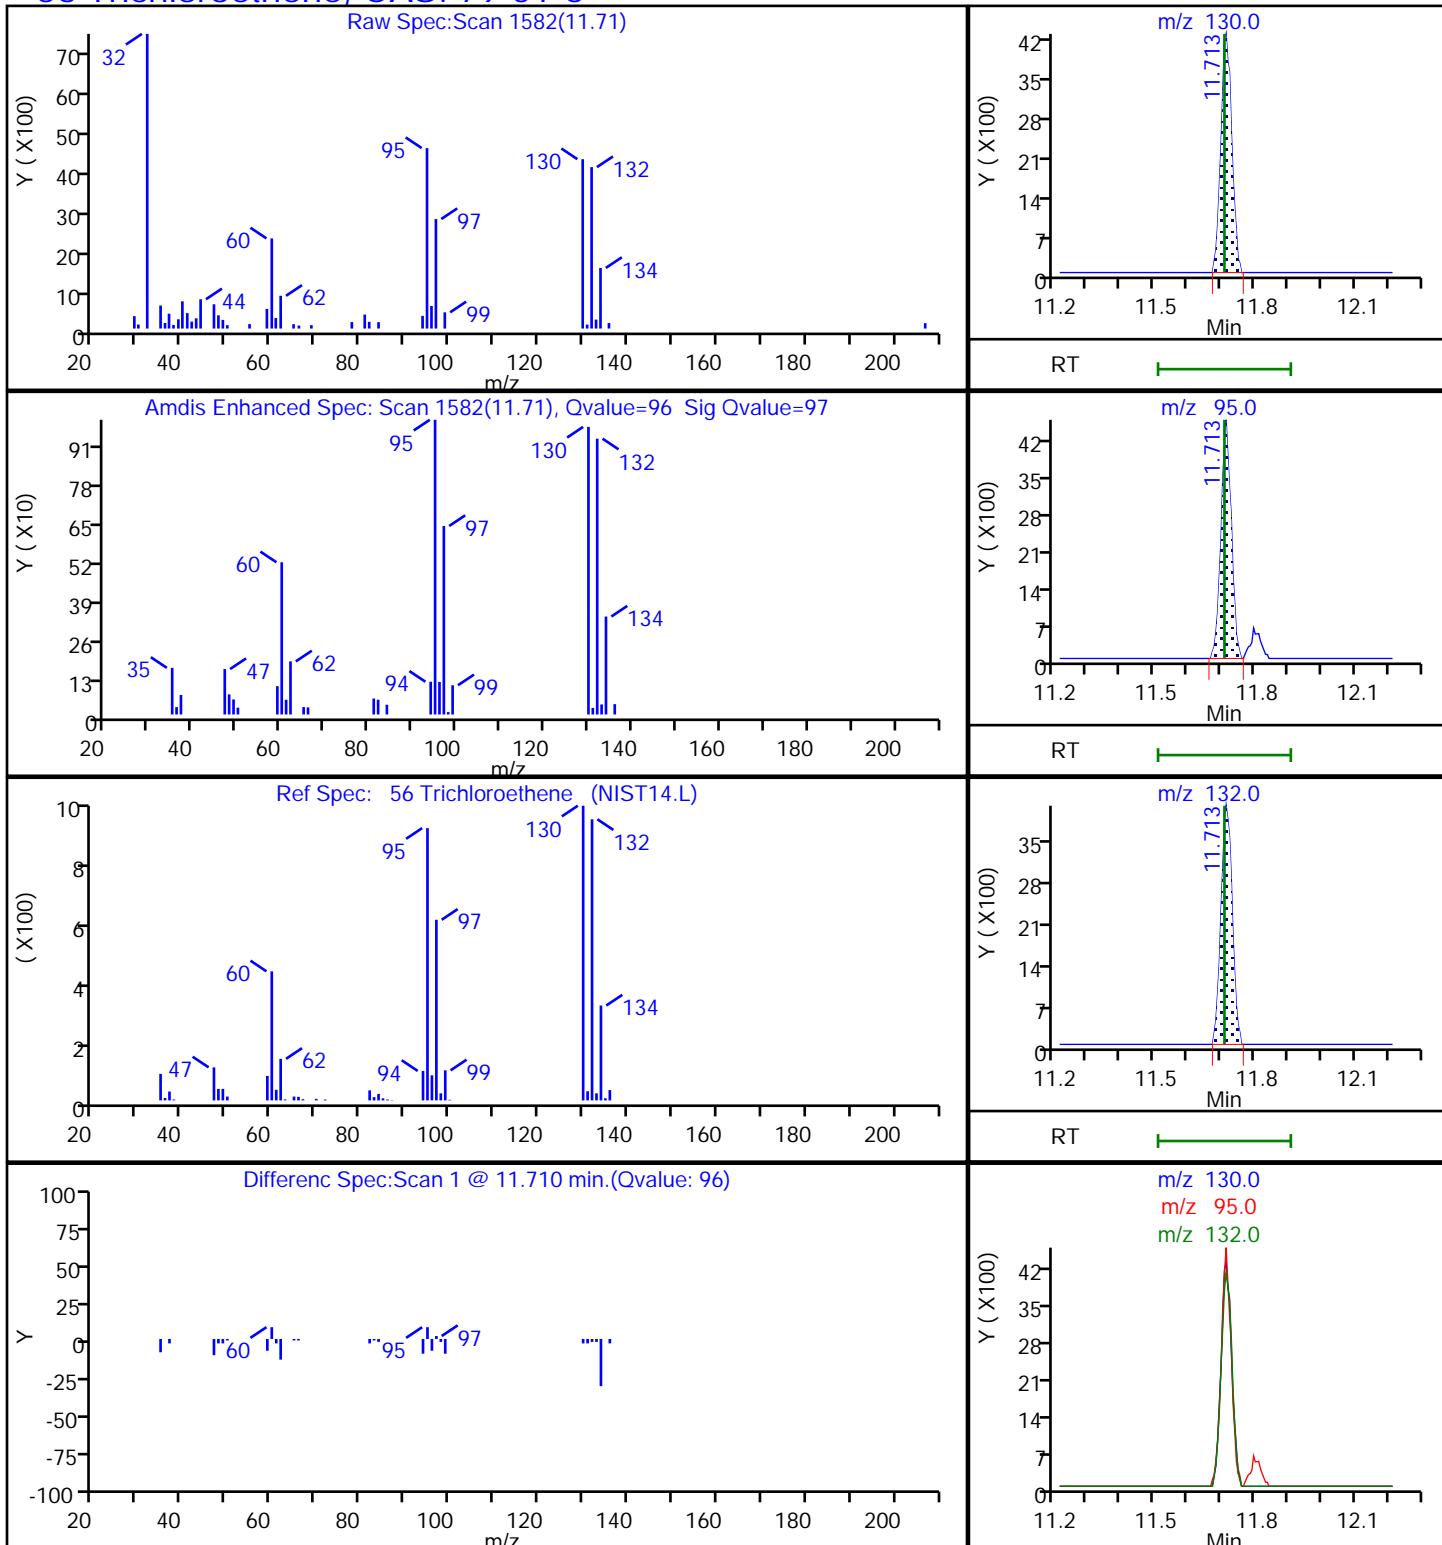 56 Trichloroethene, CAS: 79-01-6
Raw Spec:Scan 1582(11.71)
Y ( X100)
70
60
50
40
30
20
10
0
32
95
130
132
97
60
134
44
62
99
20 40 60 80 100 120 140 160 180 200
m/z
m/z 130.0
Y ( X100)
42
35
28
21
14
7
0
11.713
11.2 11.5 11.8 12.1
Min
RT
Amdis Enhanced Spec: Scan 1582(11.71), Qvalue=96 Sig Qvalue=97
Y ( X10)
91
78
65
52
39
26
13
0
95
130
132
97
60
134
35
47
62
94
99
20 40 60 80 100 120 140 160 180 200
m/z
m/z 95.0
Y ( X100)
42
35
28
21
14
7
0
11.713
11.2 11.5 11.8 12.1
Min
RT
Ref Spec: 56 Trichloroethene (NIST14.L)
( X100)
10
8
6
4
2
0
130
95
132
97
60
134
47
62
94
99
20 40 60 80 100 120 140 160 180 200
m/z 132.0
Y ( X100)
35
28
21
14
7
0
11.713
11.2 11.5 11.8 12.1
Min
RT
Differenc Spec:Scan 1 @ 11.710 min.(Qvalue: 96)
Y
100
75
50
25
0
-25
-50
-75
-100
60
95
97
20 40 60 80 100 120 140 160 180 200
m/z
m/z 130.0
m/z 95.0
m/z 132.0
Y ( X100)
42
35
28
21
14
7
0
11.2 11.5 11.8 12.1
Min